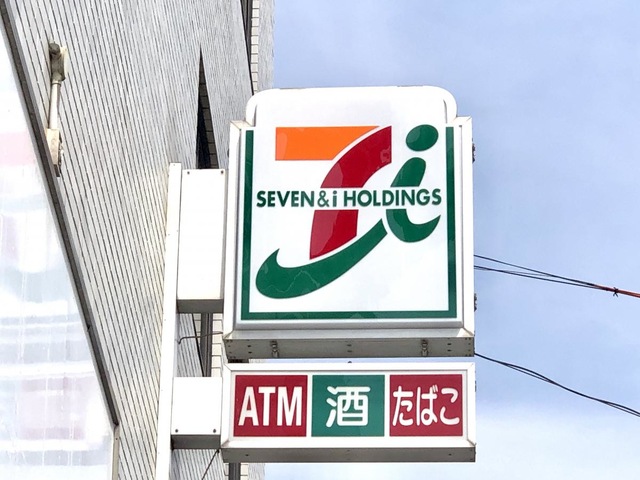 SEVEN&i HOLDINGS
ATM 酒 たばこ